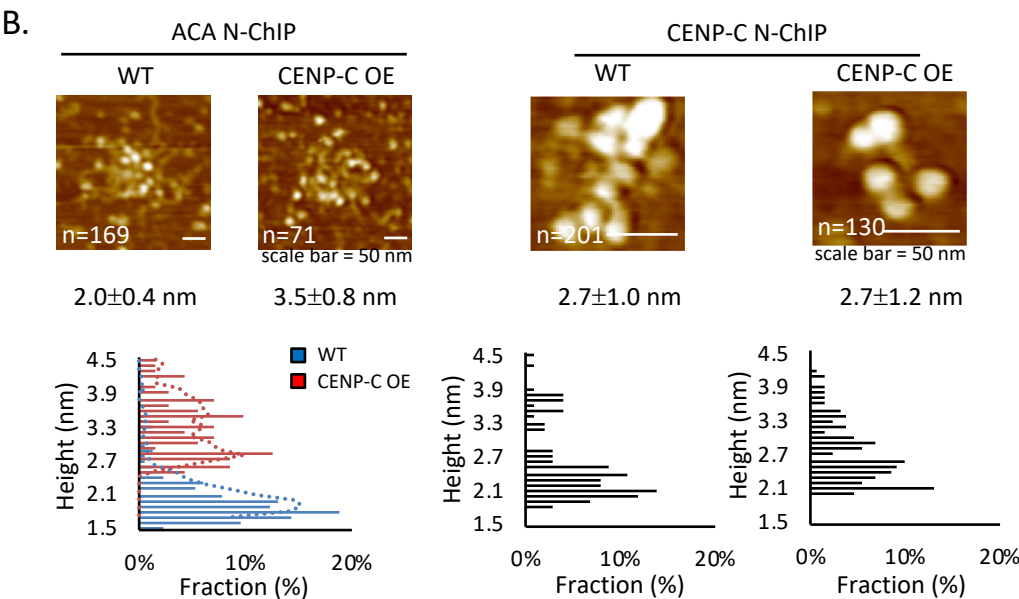 B.
ACA N-ChIP
CENP-C N-ChIP
WT
CENP-C OE
WT
CENP-C OE
n=169
n=71
n=201
n=130
scale bar = 50 nm
scale bar = 50 nm
2.0±0.4 nm
3.5±0.8 nm
2.7±1.0 nm
2.7±1.2 nm
WT
CENP-C OE
Height (nm)
4.5
3.9
3.3
2.7
2.1
1.5
0%
10%
20%
Fraction (%)
Height (nm)
4.5
3.9
3.3
2.7
2.1
1.5
0%
10%
20%
Fraction (%)
Height (nm)
4.5
3.9
3.3
2.7
2.1
1.5
0%
10%
20%
Fraction (%)